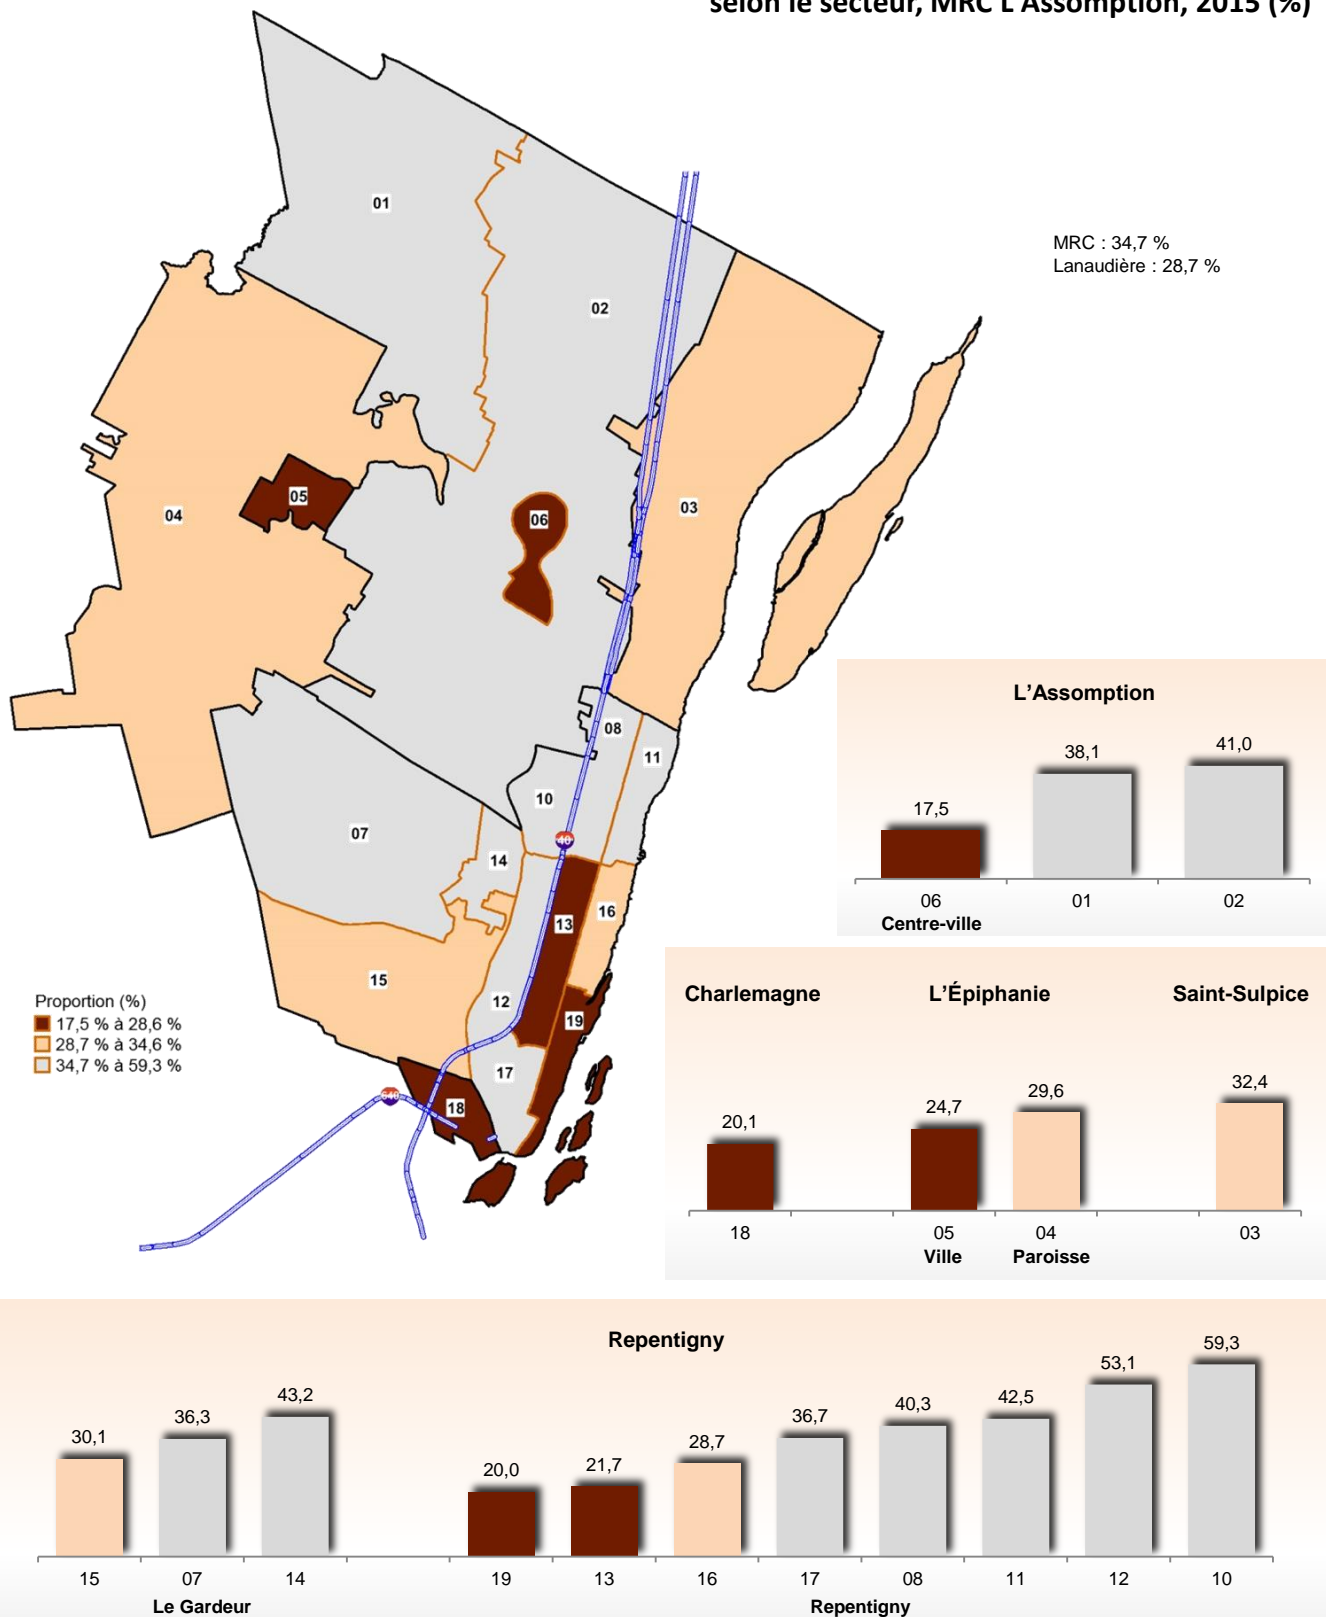 selon le secteur, MRC L'Assomption, 2015 (%)
MRC : 34,7 %
Lanaudière : 28,7 %
01
02
03
04
05
06
07
08
10
11
12
13
14
15
16
17
18
19
40
640
Proportion (%)
17,5 % à 28,6 %
28,7 % à 34,6 %
34,7 % à 59,3 %
L'Assomption
17,5 38,1 41,0
06 01 02
Centre-ville
Charlemagne L'Épiphanie Saint-Sulpice
20,1 24,7 29,6 32,4
18 05 04 03
Ville Paroisse
Repentigny
30,1 36,3 43,2 20,0 21,7 28,7 36,7 40,3 42,5 53,1 59,3
15 07 14 19 13 16 17 08 11 12 10
Le Gardeur Repentigny